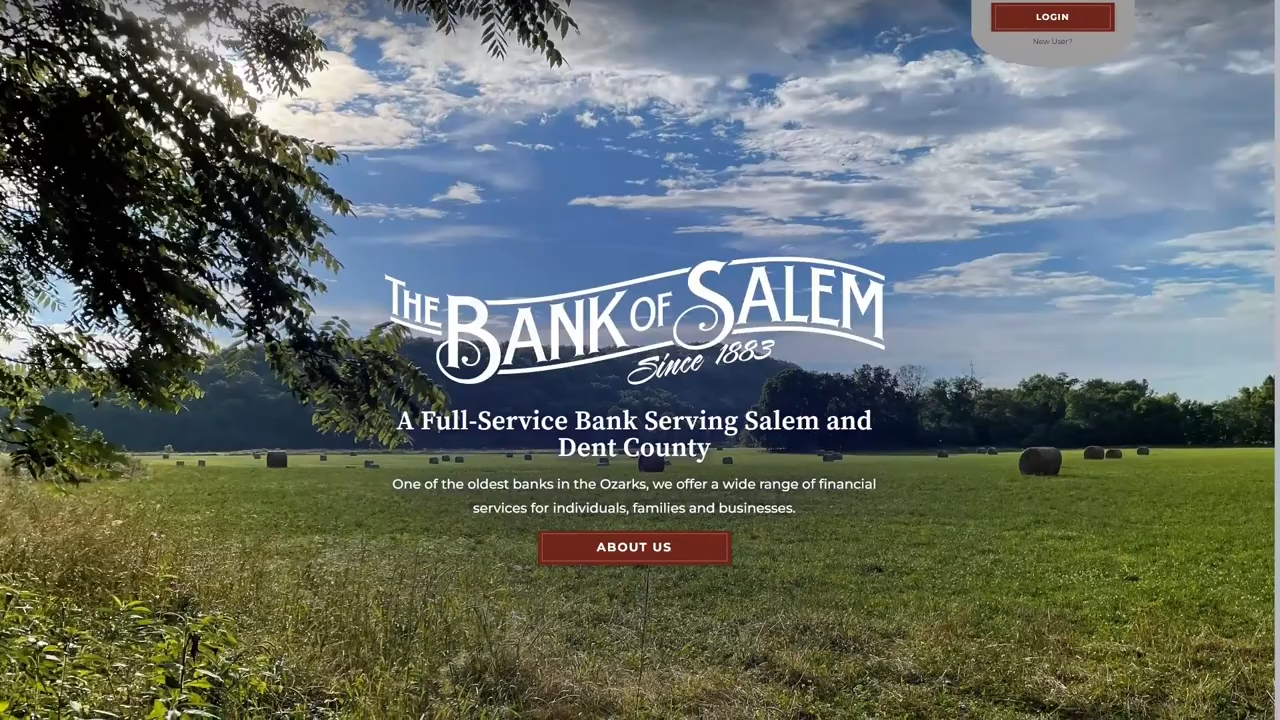 LOGIN
New User?
THE BANK OF SALEM
Since 1883
A Full-Service Bank Serving Salem and
Dent County
One of the oldest banks in the Ozarks, we offer a wide range of financial
services for individuals, families and businesses.
ABOUT US